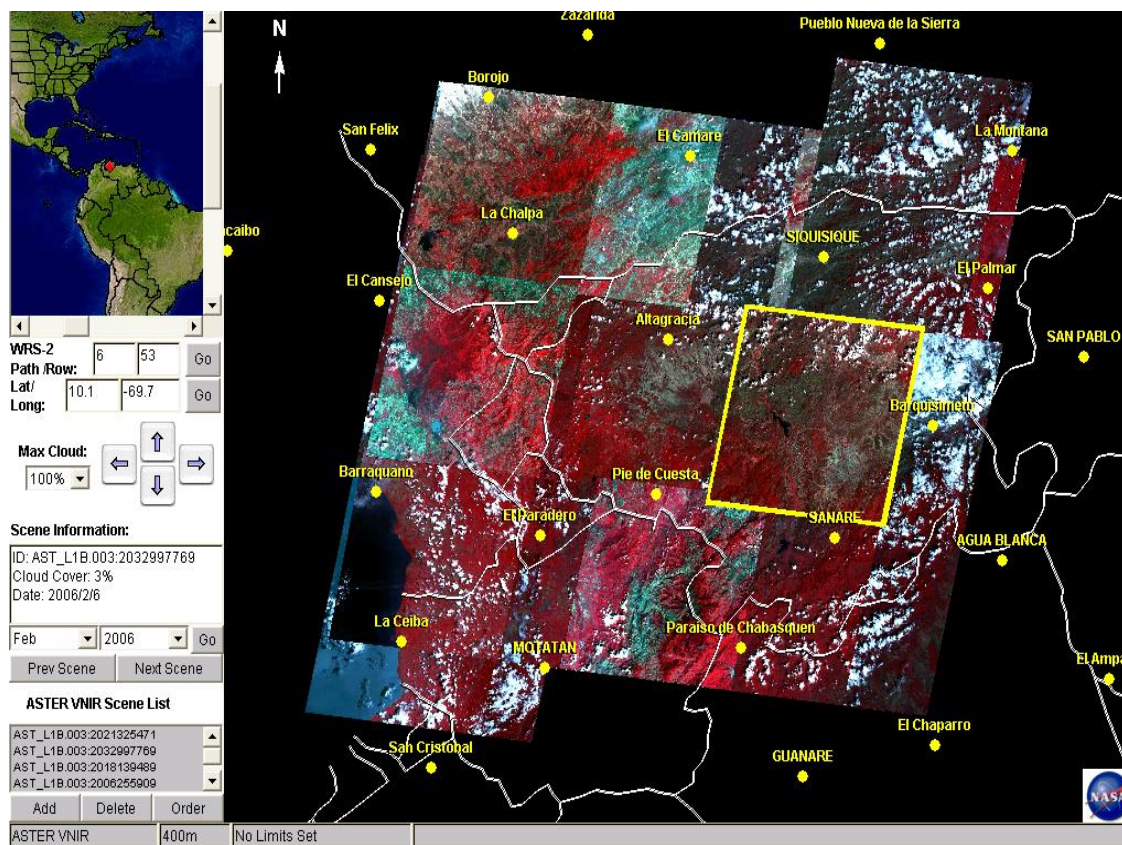 WRS-2
Path /Row: 6 53 Go
Lat/
Long: 10.1 -69.7 Go
Max Cloud:
100%
Scene Information:
ID: AST_L1B.003:2032997769
Cloud Cover: 3%
Date: 2006/2/6
Feb 2006 Go
Prev Scene Next Scene
ASTER VNIR Scene List
AST_L1B.003:2021325471
AST_L1B.003:2032997769
AST_L1B.003:2018139489
AST_L1B.003:2006255909
Add Delete Order
ASTER VNIR 400m No Limits Set
N
Zazarida
Pueblo Nueva de la Sierra
Borojo
San Felix
El Camare
La Montana
La Chalpa
acaibo
SIQUISIQUE
El Cansejo
El Palmar
Altagracia
SAN PABLO
Barquisimeto
Barraquano
Pie de Cuesta
El Paradero
SANARE
AGUA BLANCA
La Ceiba
Paraiso de Chabasquen
MOTATAN
El Ampa
El Chaparro
San Cristobal
GUANARE
NASA